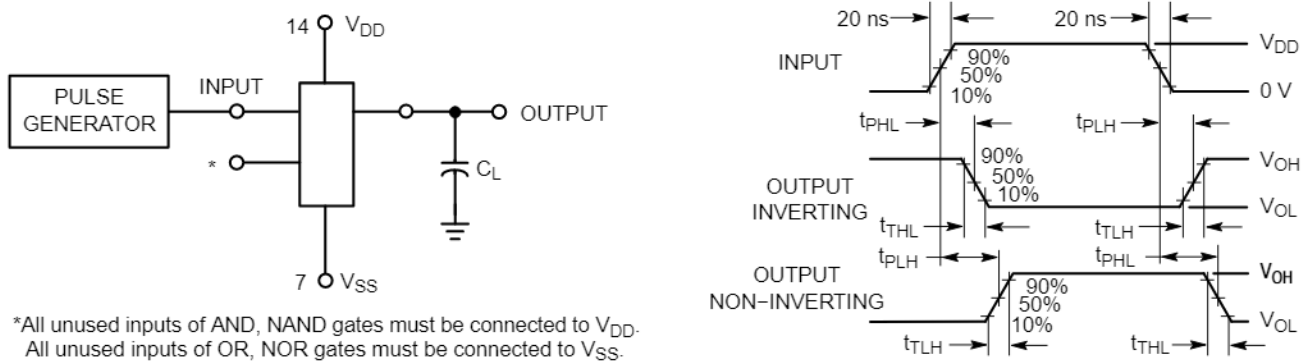 14 VDD
PULSE
GENERATOR
INPUT
OUTPUT
*
CL
7 VSS
*All unused inputs of AND, NAND gates must be connected to VDD.
All unused inputs of OR, NOR gates must be connected to VSS.
20 ns
20 ns
INPUT
90%
50%
10%
VDD
0 V
tPHL
tPLH
OUTPUT
INVERTING
90%
50%
10%
VOH
VOL
tTHL
tTLH
tPLH
tPHL
OUTPUT
NON−INVERTING
90%
50%
10%
VOH
VOL
tTLH
tTHL